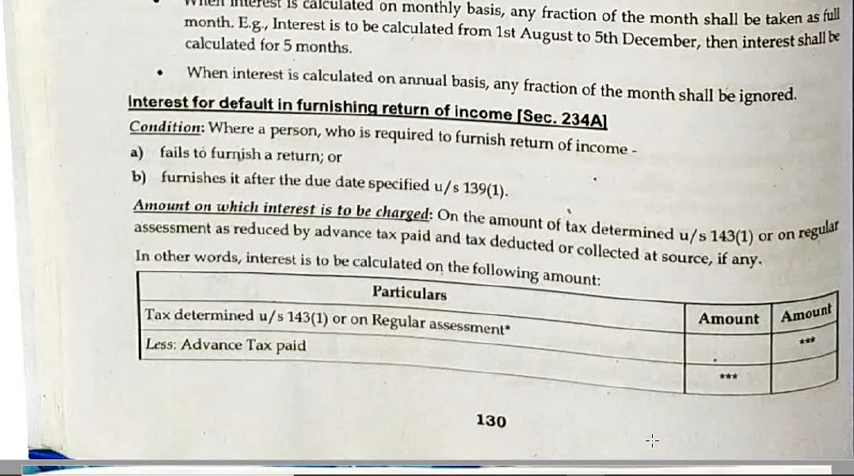 • When interest is calculated on monthly basis, any fraction of the month shall be taken as full
month. E.g., Interest is to be calculated from 1st August to 5th December, then interest shall be
calculated for 5 months.
• When interest is calculated on annual basis, any fraction of the month shall be ignored.
Interest for default in furnishing return of income [Sec. 234A]
Condition: Where a person, who is required to furnish return of income -
a) fails to furnish a return; or
b) furnishes it after the due date specified u/s 139(1).
Amount on which interest is to be charged: On the amount of tax determined u/s 143(1) or on regular
assessment as reduced by advance tax paid and tax deducted or collected at source, if any.
In other words, interest is to be calculated on the following amount:
Particulars Amount Amount
Tax determined u/s 143(1) or on Regular assessment* ***
Less: Advance Tax paid ***
130